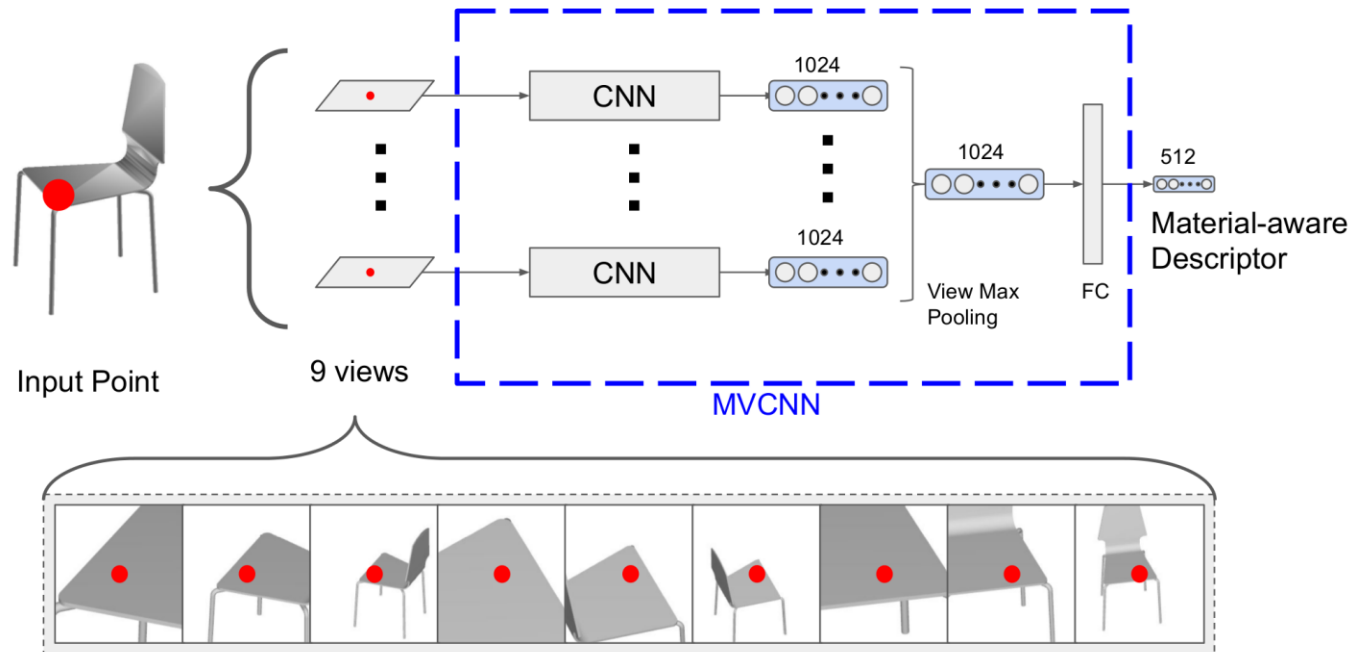 1024
CNN
1024
512
Material-aware
Descriptor
1024
CNN
View Max
Pooling
FC
Input Point
9 views
MVCNN